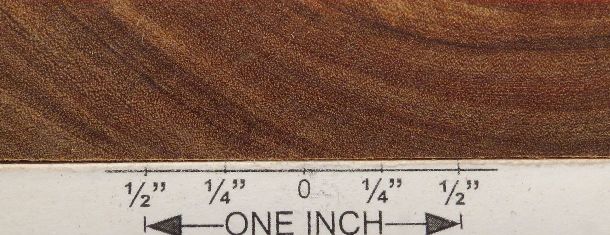 ½” ¼” 0 ¼” ½”
ONE INCH